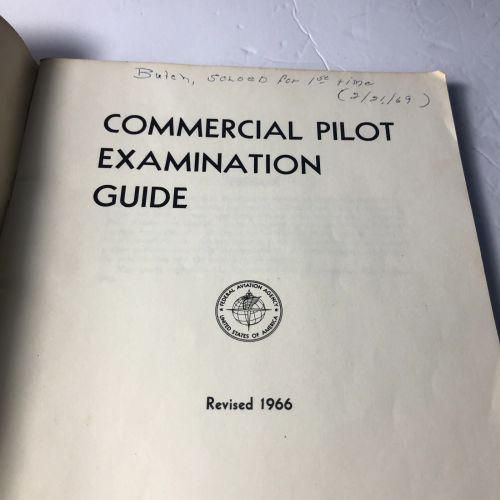 Butch, soloed for 1st time
(2/21/69)
COMMERCIAL PILOT
EXAMINATION
GUIDE
FEDERAL AVIATION AGENCY
UNITED STATES OF AMERICA
Revised 1966